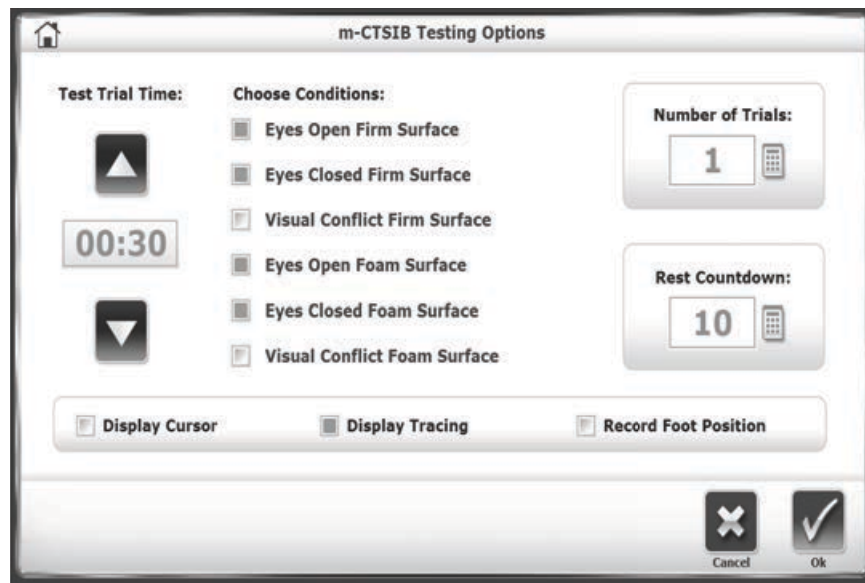 m-CTSIB Testing Options
Test Trial Time:
00:30
Choose Conditions:
Eyes Open Firm Surface
Eyes Closed Firm Surface
Visual Conflict Firm Surface
Eyes Open Foam Surface
Eyes Closed Foam Surface
Visual Conflict Foam Surface
Number of Trials:
1
Rest Countdown:
10
Display Cursor
Display Tracing
Record Foot Position
Cancel
Ok